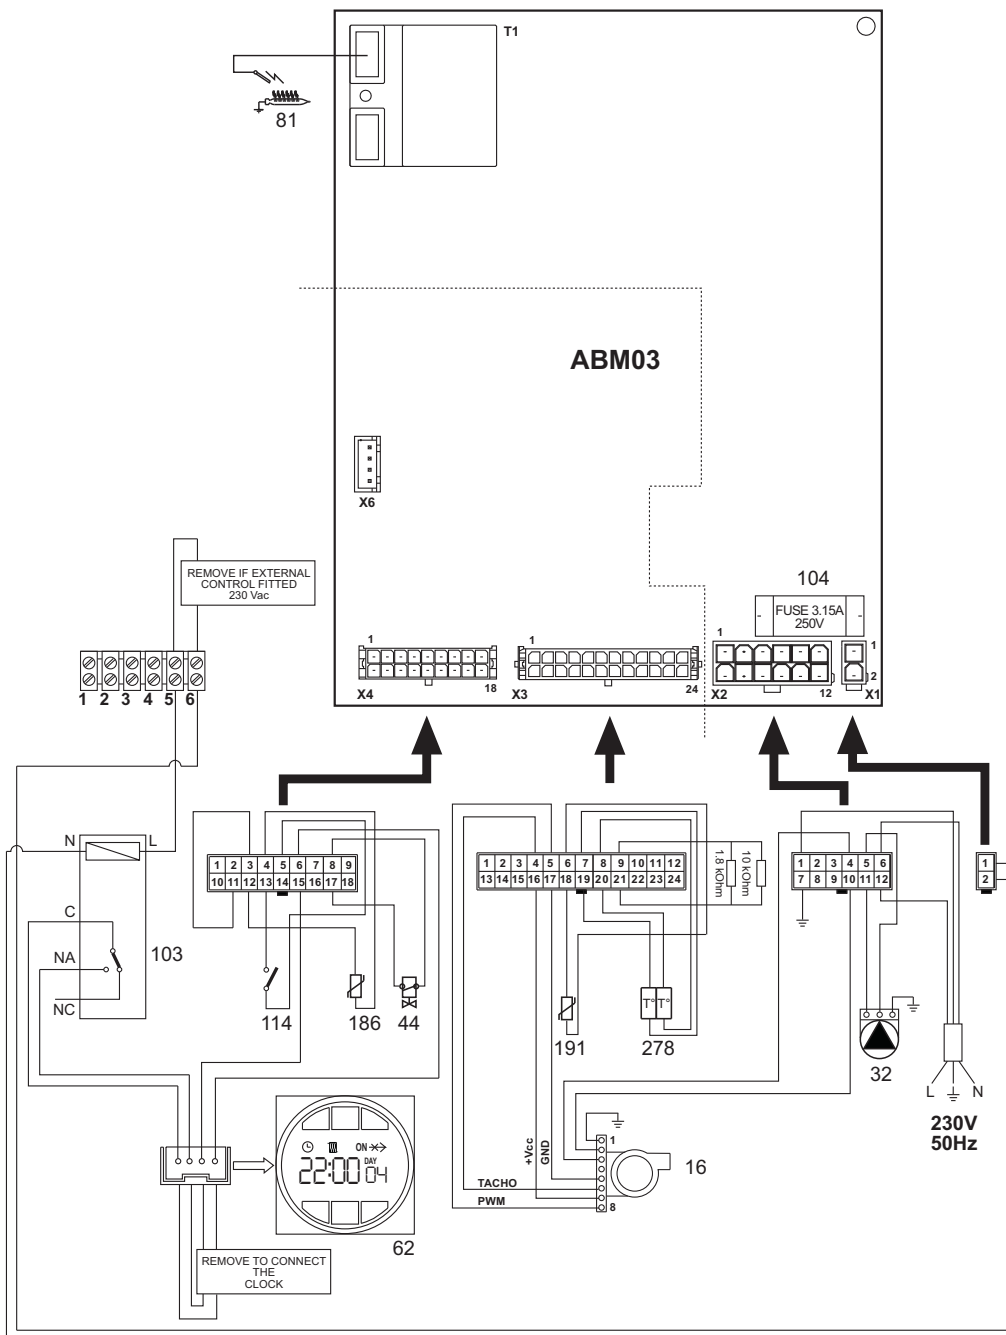 T1
81
ABM03
X6
REMOVE IF EXTERNAL
CONTROL FITTED
230 Vac
104
FUSE 3.15A
250V
1
1
1
1
X4
18
X3
24
X2
12
2
X1
1 2 3 4 5 6
N
L
C
NA
103
NC
1 2 3 4 5 6 7 8 9
10 11 12 13 14 15 16 17 18
114
186
44
1 2 3 4 5 6 7 8 9 10 11 12
13 14 15 16 17 18 19 20 21 22 23 24
1.8 kOhm
10 kOhm
T° T°
191
278
1 2 3 4 5 6
7 8 9 10 11 12
1
2
32
L
N
230V
50Hz
ON
22:00 DAY 04
62
REMOVE TO CONNECT
THE
CLOCK
+Vcc
GND
TACHO
PWM
1
8
16